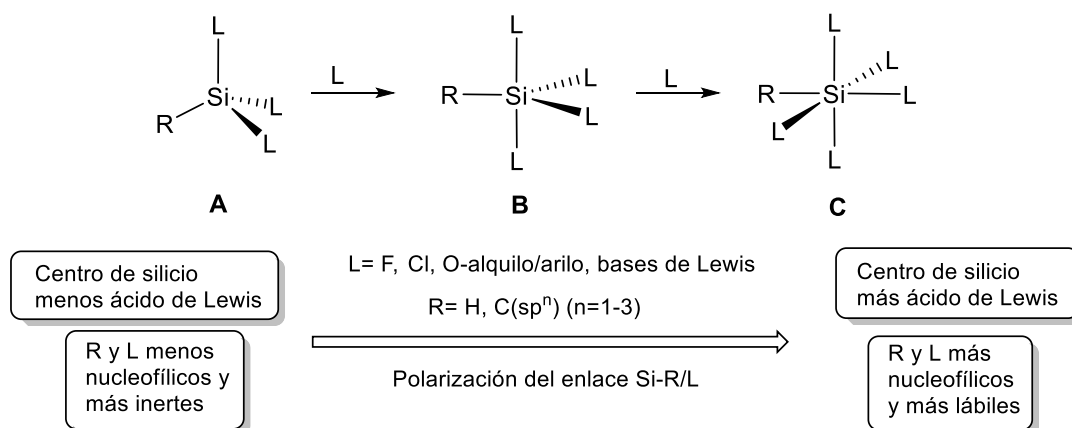 L
L
L
L
Si
L
L
R
Si
L
L
R
L
L
R
Si
L
L
L
L
A
B
C
L= F, Cl, O-alquilo/arilo, bases de Lewis
R= H, C(spⁿ) (n=1-3)
Polarización del enlace Si-R/L
Centro de silicio
menos ácido de Lewis
R y L menos
nucleofílicos y
más inertes
Centro de silicio
más ácido de Lewis
R y L más
nucleofílicos
y más lábiles